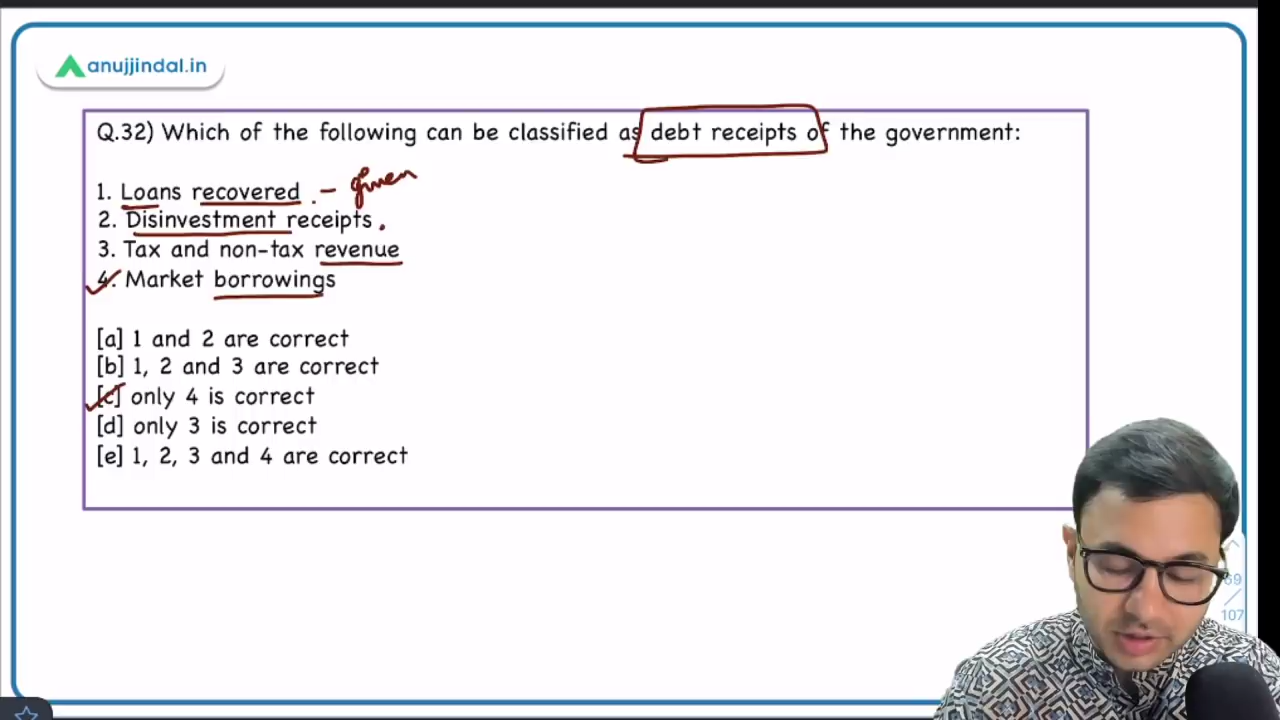 anujjindal.in
Q.32) Which of the following can be classified as debt receipts of the government:
1. Loans recovered - given
2. Disinvestment receipts
3. Tax and non-tax revenue
4. Market borrowings
[a] 1 and 2 are correct
[b] 1, 2 and 3 are correct
[c] only 4 is correct
[d] only 3 is correct
[e] 1, 2, 3 and 4 are correct
69
107